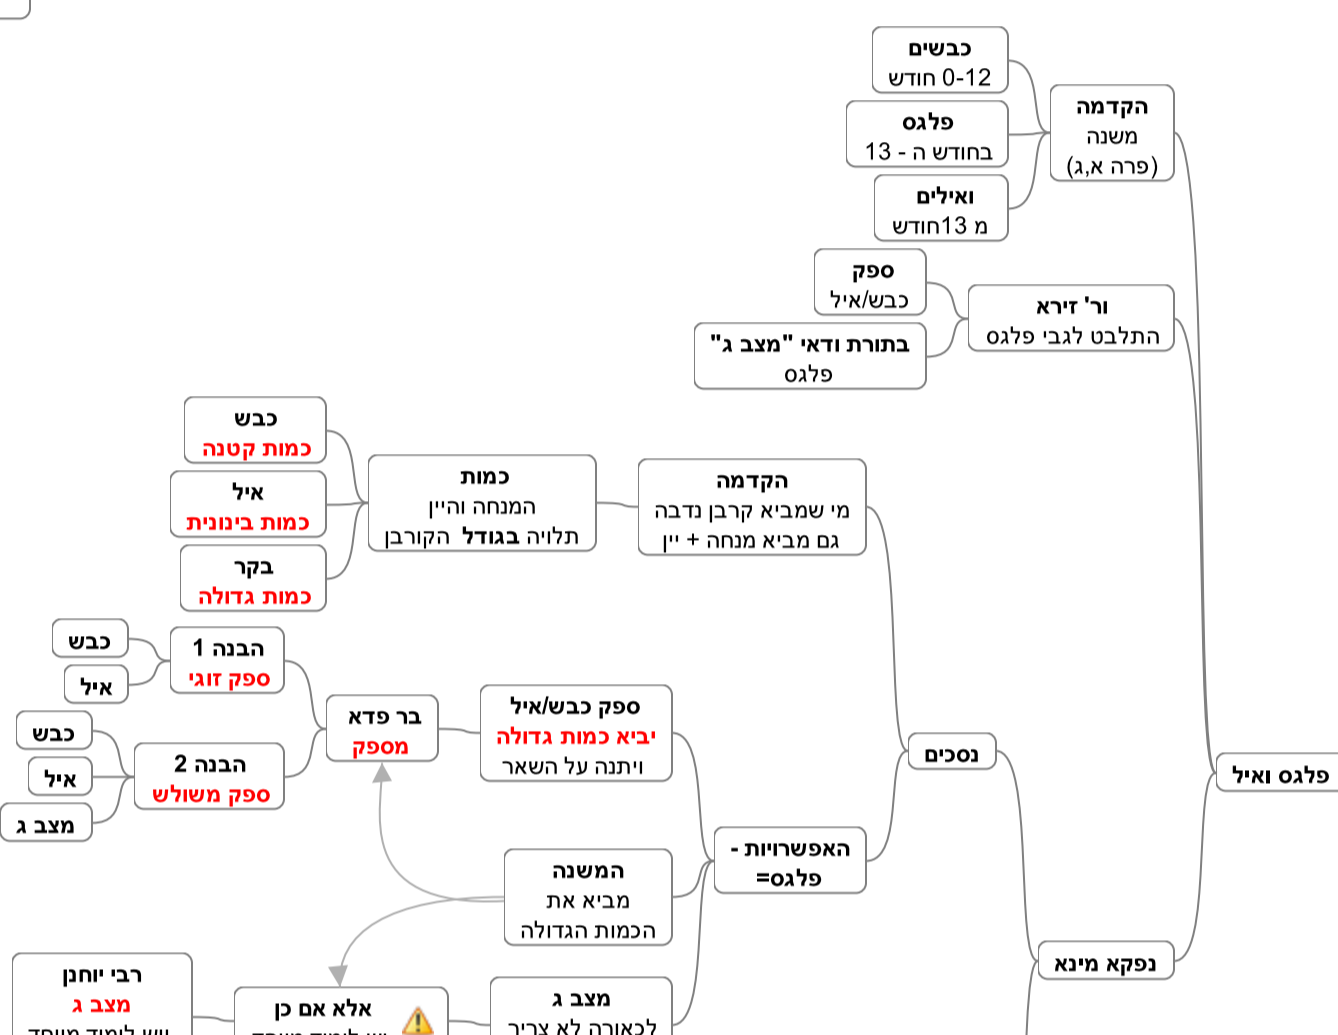 כבשים
0-12 חודש
פלגס
בחודש ה - 13
ואילים
מ 13חודש
הקדמה
משנה
(פרה א,ג)
ספק
כבש/איל
בתורת ודאי "מצב ג"
פלגס
ור' זירא
התלבט לגבי פלגס
כבש
כמות קטנה
איל
כמות בינונית
בקר
כמות גדולה
כמות
המנחה והיין
תלויה בגודל הקורבן
הקדמה
מי שמביא קרבן נדבה
גם מביא מנחה + יין
כבש
איל
הבנה 1
ספק זוגי
כבש
איל
מצב ג
הבנה 2
ספק משולש
בר פדא
מספק
ספק כבש/איל
יביא כמות גדולה
ויתנה על השאר
נסכים
פלגס ואיל
האפשרויות -
פלגס=
המשנה
מביא את
הכמות הגדולה
נפקא מינא
רבי יוחנן
מצב ג
אלא אם כן
מצב ג
לכאורה לא צריך